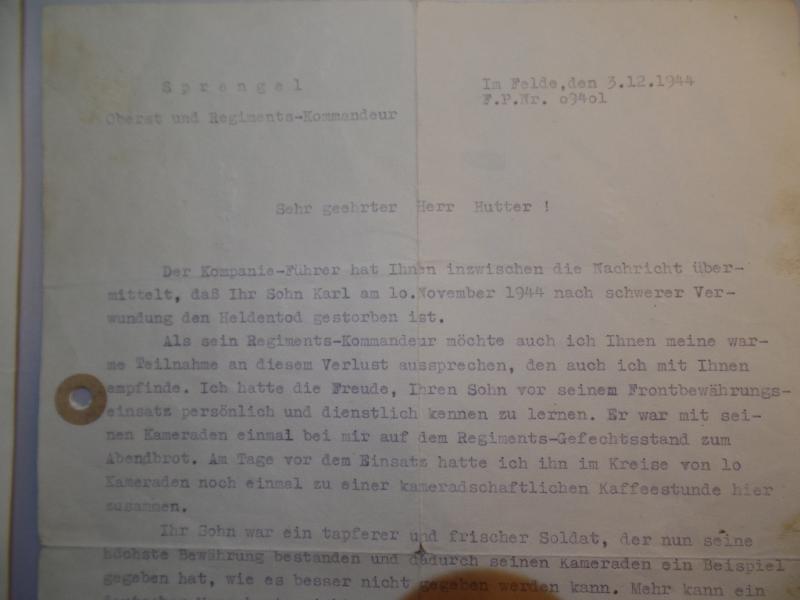 Sprengel
Im Felde,den 3.12.1944
F.P.Nr. o94ol
Oberst und Regiments-Kommandeur
Sehr geehrter Herr Hutter !
Der Kompanie-Führer hat Ihnen inzwischen die Nachricht über-
mittelt, daß Ihr Sohn Karl am lo.November 1944 nach schwerer Ver-
wundung den Heldentod gestorben ist.
Als sein Regiments-Kommandeur möchte auch ich Ihnen meine war-
me Teilnahme an diesem Verlust aussprechen, den auch ich mit Ihnen
empfinde. Ich hatte die Freude, Ihren Sohn vor seinem Frontbewährungs-
einsatz persönlich und dienstlich kennen zu lernen. Er war mit sei-
nen Kameraden einmal bei mir auf dem Regiments-Gefechtsstand zum
Abendbrot. Am Tage vor dem Einsatz hatte ich ihn im Kreise von lo
Kameraden noch einmal zu einer kameradschaftlichen Kaffeestunde hier
zusammen.
Ihr Sohn war ein tapferer und frischer Soldat, der nun seine
höchste Bewährung bestanden und dadurch seinen Kameraden ein Beispiel
gegeben hat, wie es besser nicht gegeben werden kann. Mehr kann ein